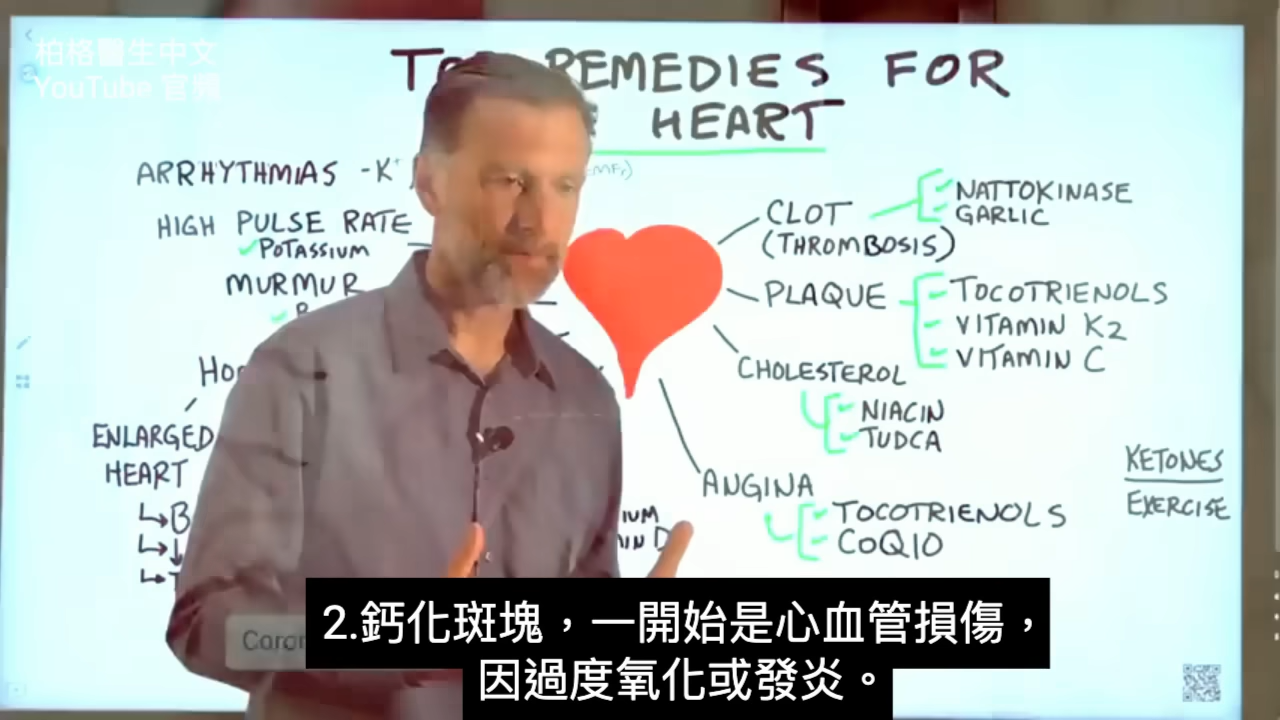 柏格醫生中文
YouTube 官頻
REMEDIES FOR
HEART
ARRHYTHMIAS - K+
HIGH PULSE RATE
POTASSIUM
MURMUR
ENLARGED
HEART
CLOT
(THROMBOSIS)
NATTOKINASE
GARLIC
PLAQUE
TOCOTRIENOLS
VITAMIN K2
VITAMIN C
CHOLESTEROL
NIACIN
TUDCA
ANGINA
TOCOTRIENOLS
CoQ10
KETONES
EXERCISE
2.鈣化斑塊，一開始是心血管損傷，
因過度氧化或發炎。